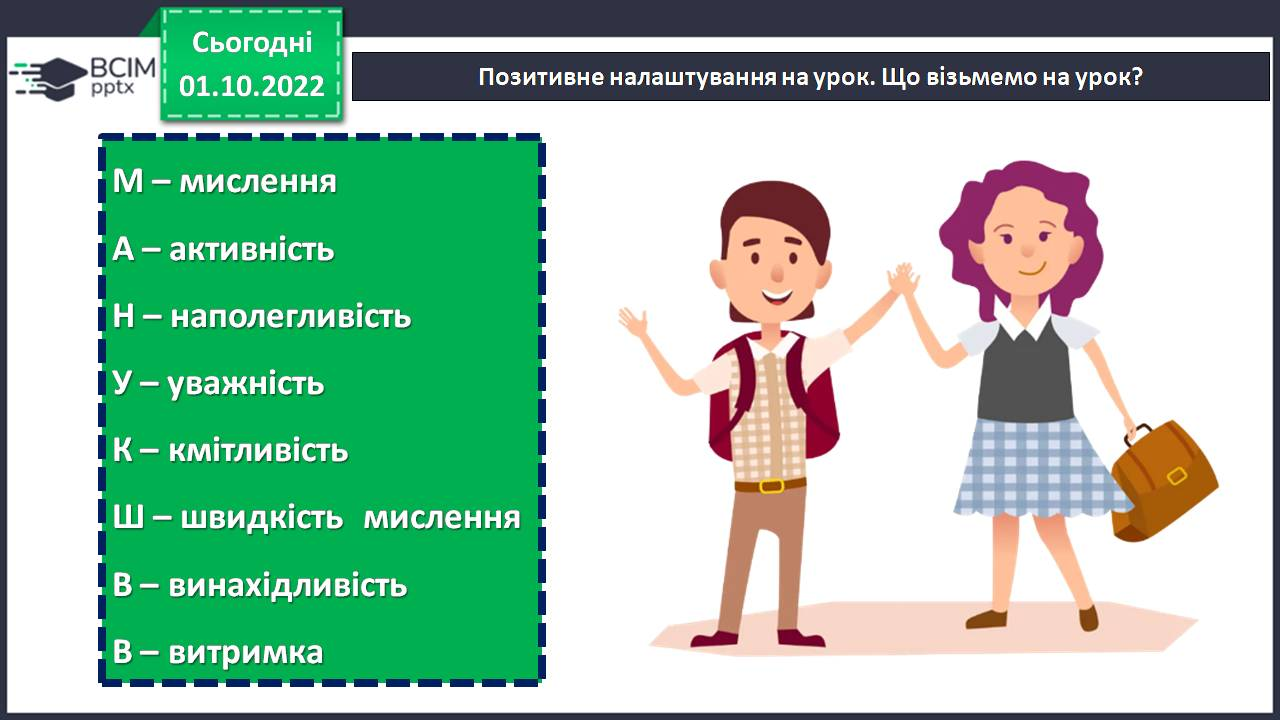 Сьогодні
01.10.2022
BCIM
pptx
Позитивне налаштування на урок. Що візьмемо на урок?
М – мислення
А – активність
Н – наполегливість
У – уважність
К – кмітливість
Ш – швидкість мислення
В – винахідливість
В – витримка